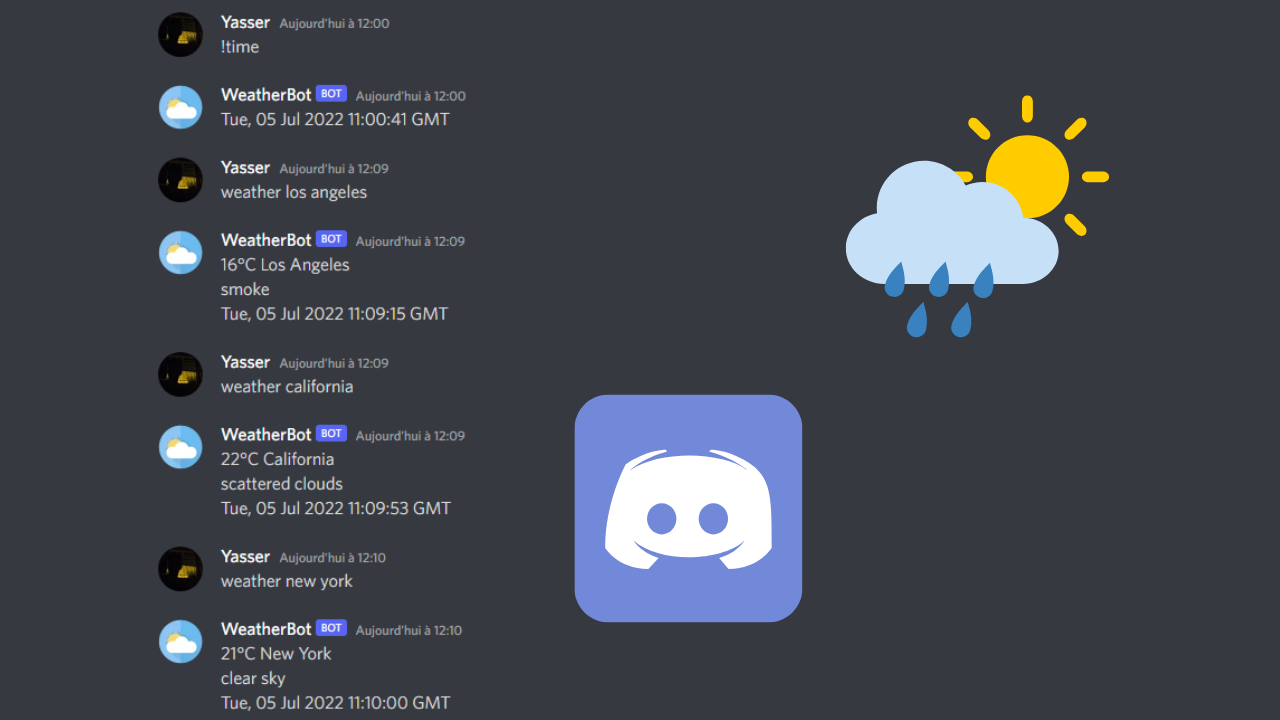 Yasser Aujourd'hui à 12:00
!time
WeatherBot BOT Aujourd'hui à 12:00
Tue, 05 Jul 2022 11:00:41 GMT
Yasser Aujourd'hui à 12:09
weather los angeles
WeatherBot BOT Aujourd'hui à 12:09
16°C Los Angeles
smoke
Tue, 05 Jul 2022 11:09:15 GMT
Yasser Aujourd'hui à 12:09
weather california
WeatherBot BOT Aujourd'hui à 12:09
22°C California
scattered clouds
Tue, 05 Jul 2022 11:09:53 GMT
Yasser Aujourd'hui à 12:10
weather new york
WeatherBot BOT Aujourd'hui à 12:10
21°C New York
clear sky
Tue, 05 Jul 2022 11:10:00 GMT